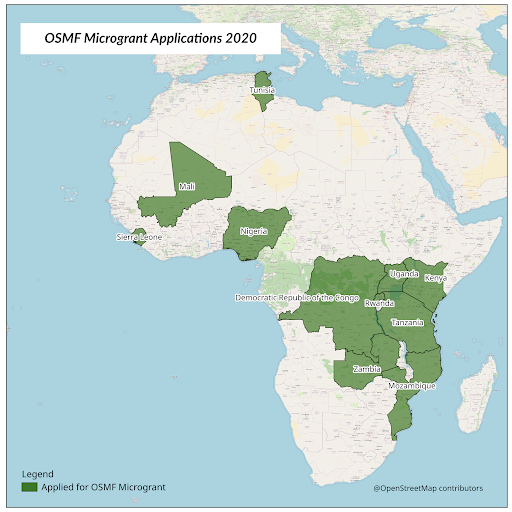 OSMF Microgrant Applications 2020
Tunisia
Mali
Sierra Leone
Nigeria
Uganda
Kenya
Democratic Republic of the Congo
Rwanda
Tanzania
Zambia
Mozambique
Legend
Applied for OSMF Microgrant
@OpenStreetMap contributors